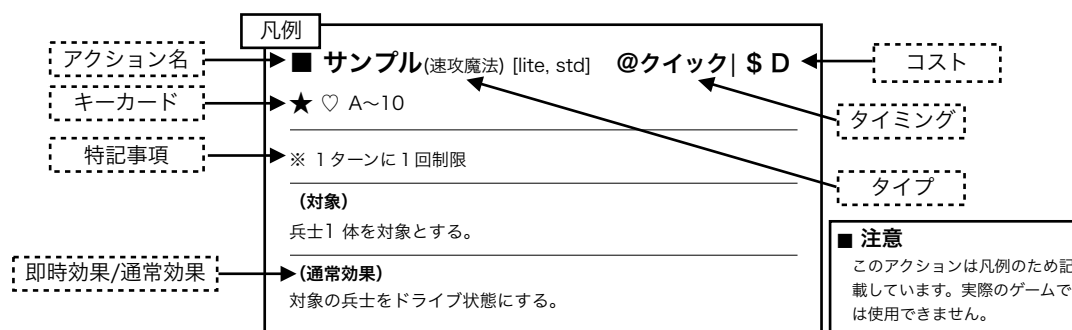 凡例
アクション名
■ サンプル(速攻魔法) [lite, std] @クイック| $ D
コスト
キーカード
★ ♡ A〜10
タイミング
特記事項
※ 1ターンに1回制限
タイプ
（対象）
兵士1 体を対象とする。
■ 注意
即時効果/通常効果
（通常効果）
対象の兵士をドライブ状態にする。
このアクションは凡例のため記
載しています。実際のゲームで
は使用できません。